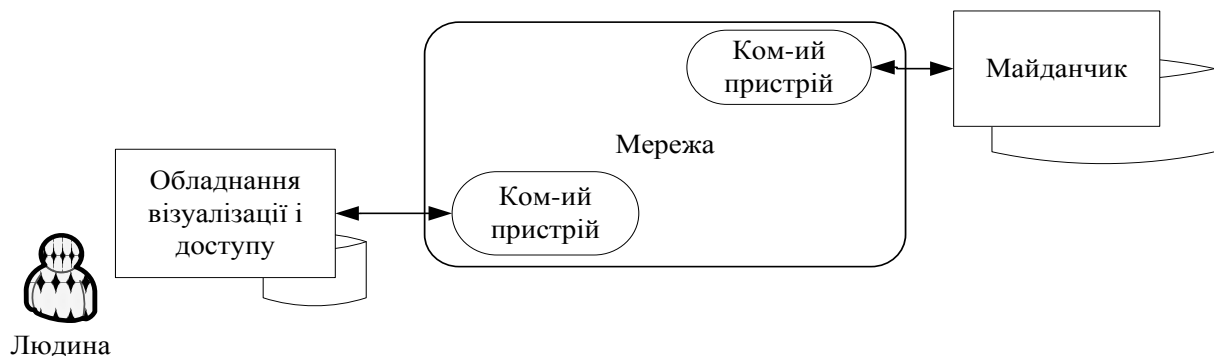 Ком-ий
пристрій
Майданчик
Мережа
Обладнання
візуалізації і
доступу
Ком-ий
пристрій
Людина